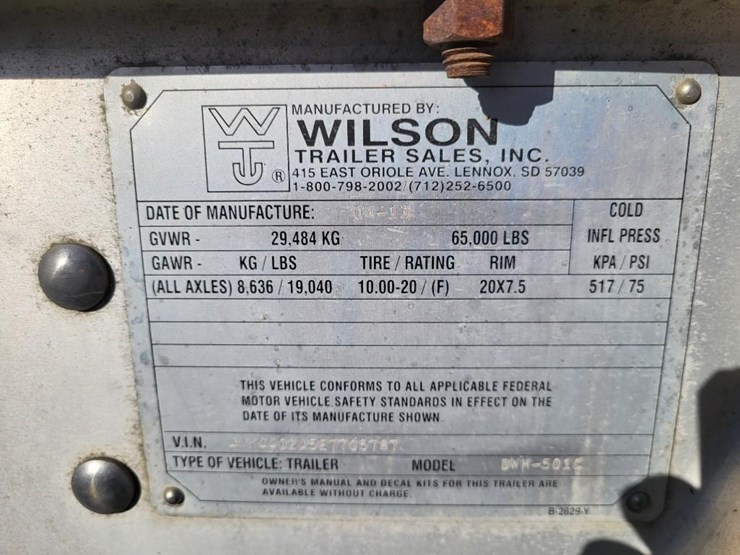 WT
®
MANUFACTURED BY:
WILSON
TRAILER SALES, INC.
415 EAST ORIOLE AVE. LENNOX, SD 57039
1-800-798-2002/(712)252-6500
DATE OF MANUFACTURE: COLD
GVWR - 29,484 KG 65,000 LBS INFL PRESS
GAWR - KG / LBS TIRE / RATING RIM KPA / PSI
(ALL AXLES) 8,636 / 19,040 10.00-20 / (F) 20X7.5 517 / 75
THIS VEHICLE CONFORMS TO ALL APPLICABLE FEDERAL
MOTOR VEHICLE SAFETY STANDARDS IN EFFECT ON THE
DATE OF ITS MANUFACTURE SHOWN
V.I.N.
TYPE OF VEHICLE: TRAILER MODEL
OWNER'S MANUAL AND DECAL KITS FOR THIS TRAILER ARE
AVAILABLE WITHOUT CHARGE.
B-2629-Y